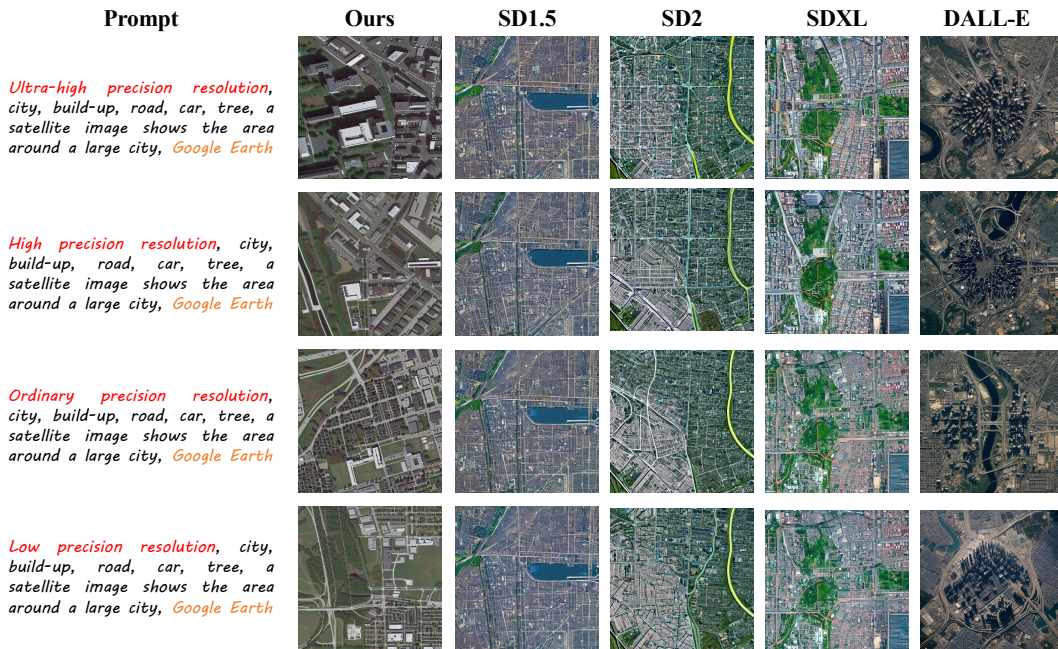 Prompt Ours SD1.5 SD2 SDXL DALL-E
Ultra-high precision resolution,
city, build-up, road, car, tree, a
satellite image shows the area
around a large city, Google Earth
High precision resolution, city,
build-up, road, car, tree, a
satellite image shows the area
around a large city, Google Earth
Ordinary precision resolution,
city, build-up, road, car, tree, a
satellite image shows the area
around a large city, Google Earth
Low precision resolution, city,
build-up, road, car, tree, a
satellite image shows the area
around a large city, Google Earth